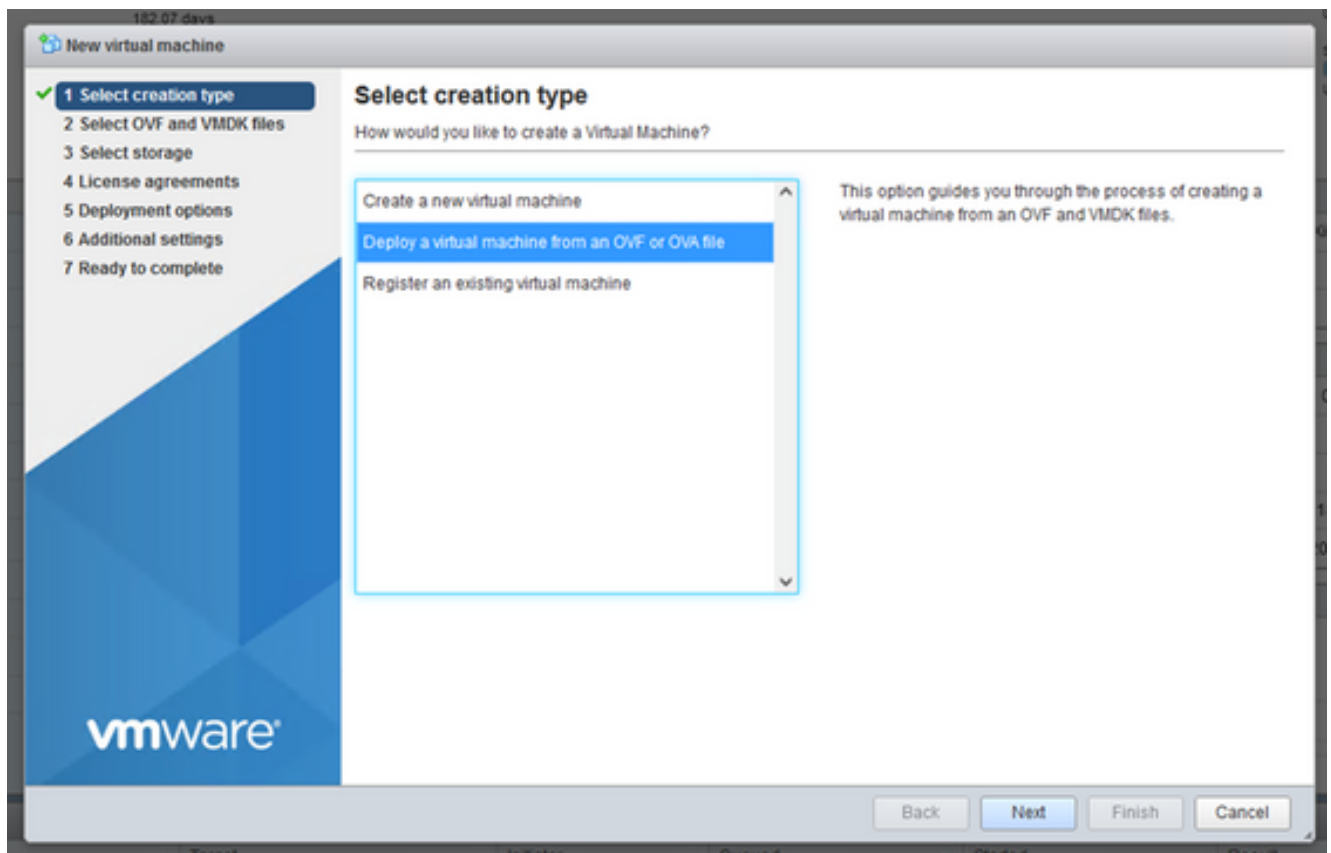 182.07 days
New virtual machine
1 Select creation type
2 Select OVF and VMDK files
3 Select storage
4 License agreements
5 Deployment options
6 Additional settings
7 Ready to complete
Select creation type
How would you like to create a Virtual Machine?
Create a new virtual machine
Deploy a virtual machine from an OVF or OVA file
Register an existing virtual machine
This option guides you through the process of creating a
virtual machine from an OVF and VMDK files.
vmware
Back Next Finish Cancel